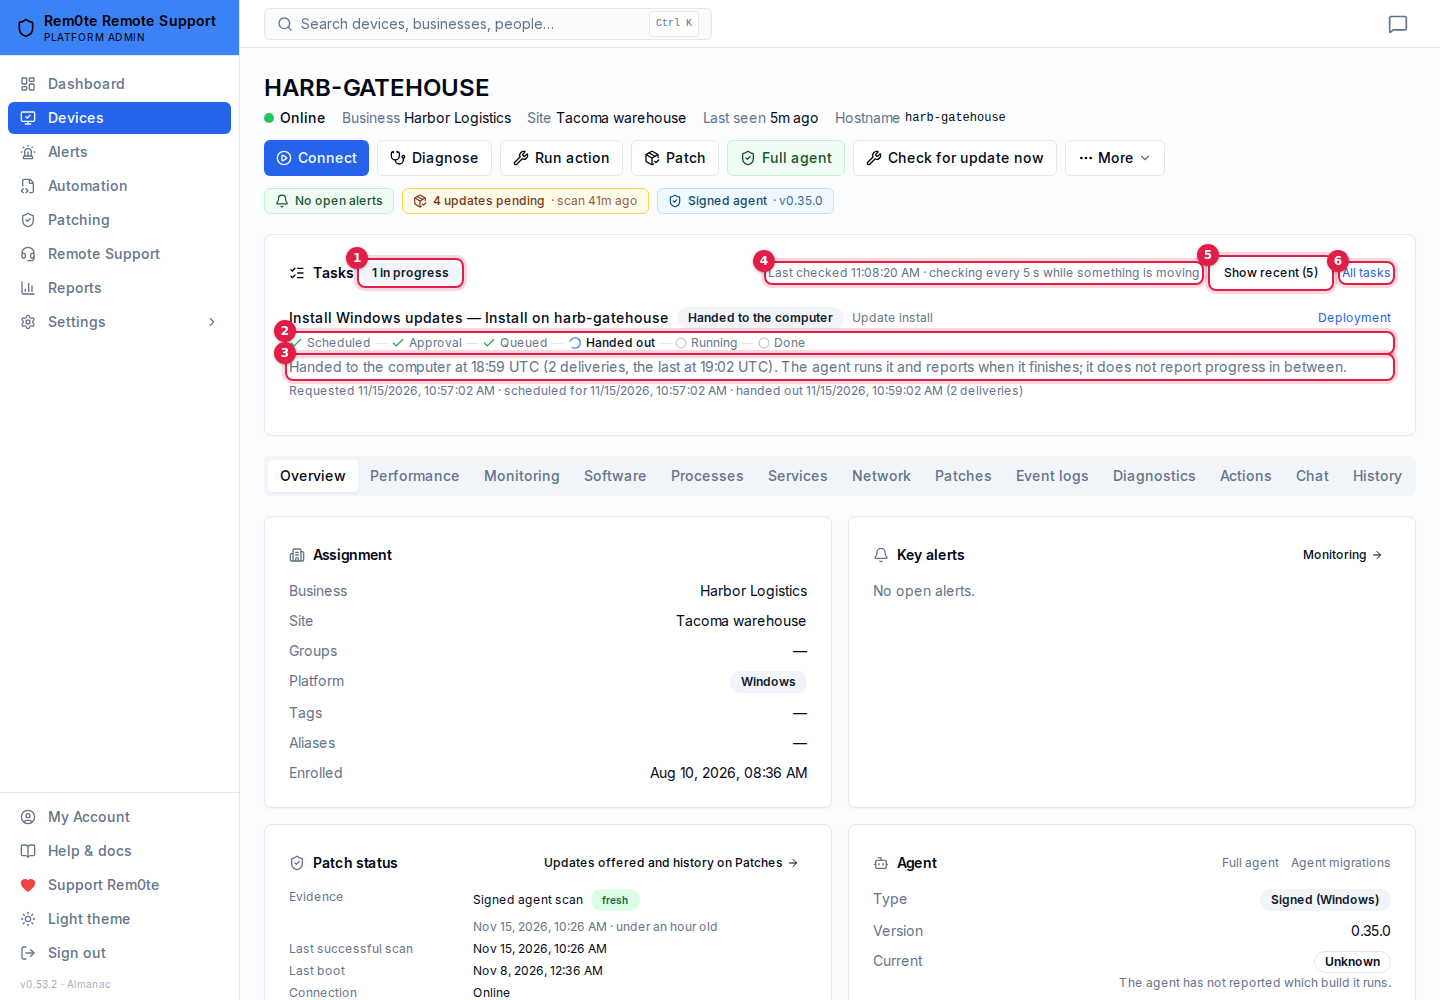 Rem0te Remote Support
PLATFORM ADMIN
Search devices, businesses, people...
Ctrl K
Dashboard
Devices
Alerts
Automation
Patching
Remote Support
Reports
Settings
HARB-GATEHOUSE
Online Business Harbor Logistics Site Tacoma warehouse Last seen 5m ago Hostname harb-gatehouse
Connect Diagnose Run action Patch Full agent Check for update now More
No open alerts 4 updates pending · scan 41m ago Signed agent · v0.35.0
1 4 5 6
Tasks 1 in progress Last checked 11:08:20 AM · checking every 5 s while something is moving Show recent (5) All tasks
Install Windows updates — Install on harb-gatehouse Handed to the computer Update install Deployment
2
Scheduled Approval Queued Handed out Running Done
3
Handed to the computer at 18:59 UTC (2 deliveries, the last at 19:02 UTC). The agent runs it and reports when it finishes; it does not report progress in between.
Requested 11/15/2026, 10:57:02 AM · scheduled for 11/15/2026, 10:57:02 AM · handed out 11/15/2026, 10:59:02 AM (2 deliveries)
Overview Performance Monitoring Software Processes Services Network Patches Event logs Diagnostics Actions Chat History
Assignment
Business Harbor Logistics
Site Tacoma warehouse
Groups —
Platform Windows
Tags —
Aliases —
Enrolled Aug 10, 2026, 08:36 AM
Key alerts Monitoring →
No open alerts.
Patch status Updates offered and history on Patches →
Evidence Signed agent scan fresh
Nov 15, 2026, 10:26 AM · under an hour old
Last successful scan Nov 15, 2026, 10:26 AM
Last boot Nov 8, 2026, 12:36 AM
Connection Online
Agent Full agent Agent migrations
Type Signed (Windows)
Version 0.35.0
Current Unknown
The agent has not reported which build it runs.
My Account
Help & docs
Support Rem0te
Light theme
Sign out
v0.53.2 · Almanac